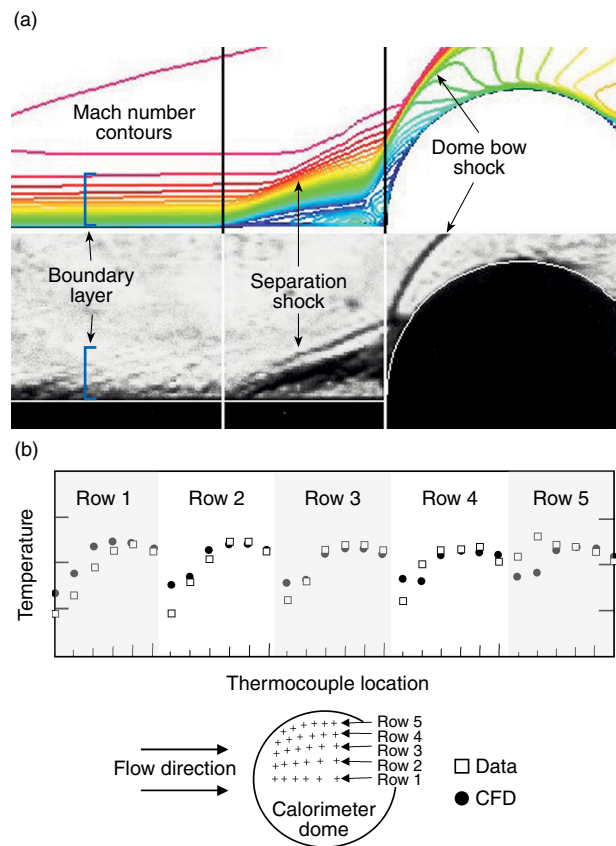 (a)
Mach number
contours
Dome bow
shock
Boundary
layer
Separation
shock
(b)
Row 1
Row 2
Row 3
Row 4
Row 5
Temperature
Thermocouple location
Flow direction
Row 5
Row 4
Row 3
Row 2
Row 1
Calorimeter
dome
Data
CFD